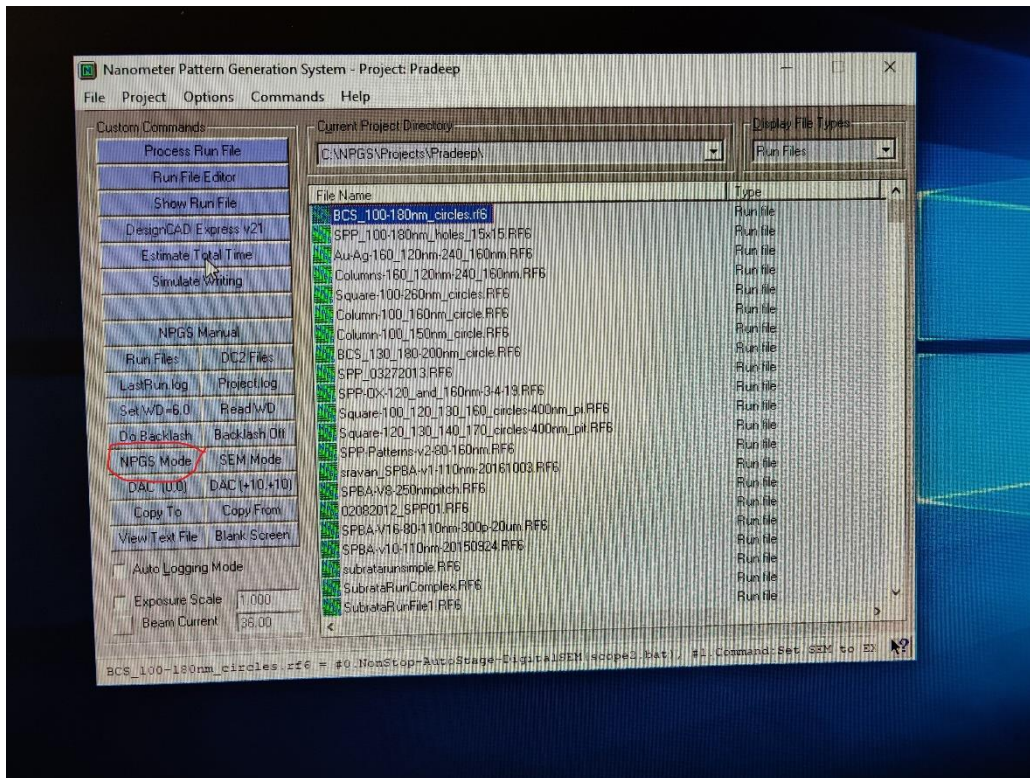 Nanometer Pattern Generation System - Project: Pradeep
File Project Options Commands Help
Custom Commands
Process Run File
Run File Editor
Show Run File
DesignCAD Express v21
Estimate Total Time
Simulate Writing
NPGS Manual
Run Files DC2 Files
LastRun.log Project.log
Set WD=6.0 Read WD
Do Backlash Backlash Off
NPGS Mode SEM Mode
DAC (0,0) DAC (+10,+10)
Copy To Copy From
View Text File Blank Screen
Auto Logging Mode
Exposure Scale 1.000
Beam Current 36.00
Current Project Directory
C:\NPGS\Projects\Pradeep\
Display File Types
Run Files
File Name Type
BCS_100-180nm_circles.rf6 Run file
SPP_100-180nm_holes_15x15.RF6 Run file
Au-Ag-160_120nm-240_160nm.RF6 Run file
Columns-160_120nm-240_160nm.RF6 Run file
Square-100-260nm_circles.RF6 Run file
Column-100_160nm_circle.RF6 Run file
Column-100_150nm_circle.RF6 Run file
BCS_130_180-200nm_circle.RF6 Run file
SPP_03272013.RF6 Run file
SPP-OX-120_and_160nm-3-4-19.RF6 Run file
Square-100_120_130_160_circles-400nm_pi.RF6 Run file
Square-120_130_140_170_circles-400nm_pit.RF6 Run file
SPP-Patterns-v2-80-160nm.RF6 Run file
sravan_SPBA-v1-110nm-20161003.RF6 Run file
SPBA-V8-250nmpitch.RF6 Run file
02082012_SPP01.RF6 Run file
SPBA-V16-80-110nm-300p-20um.RF6 Run file
SPBA-v10-110nm-20150924.RF6 Run file
subratarunsimple.RF6 Run file
SubrataRunComplex.RF6 Run file
SubrataRunFile1.RF6 Run file
BCS_100-180nm_circles.rf6 = #0.NonStop-AutoStage-DigitalSEM scope2.bat), #1.Command:Set SEM to EX